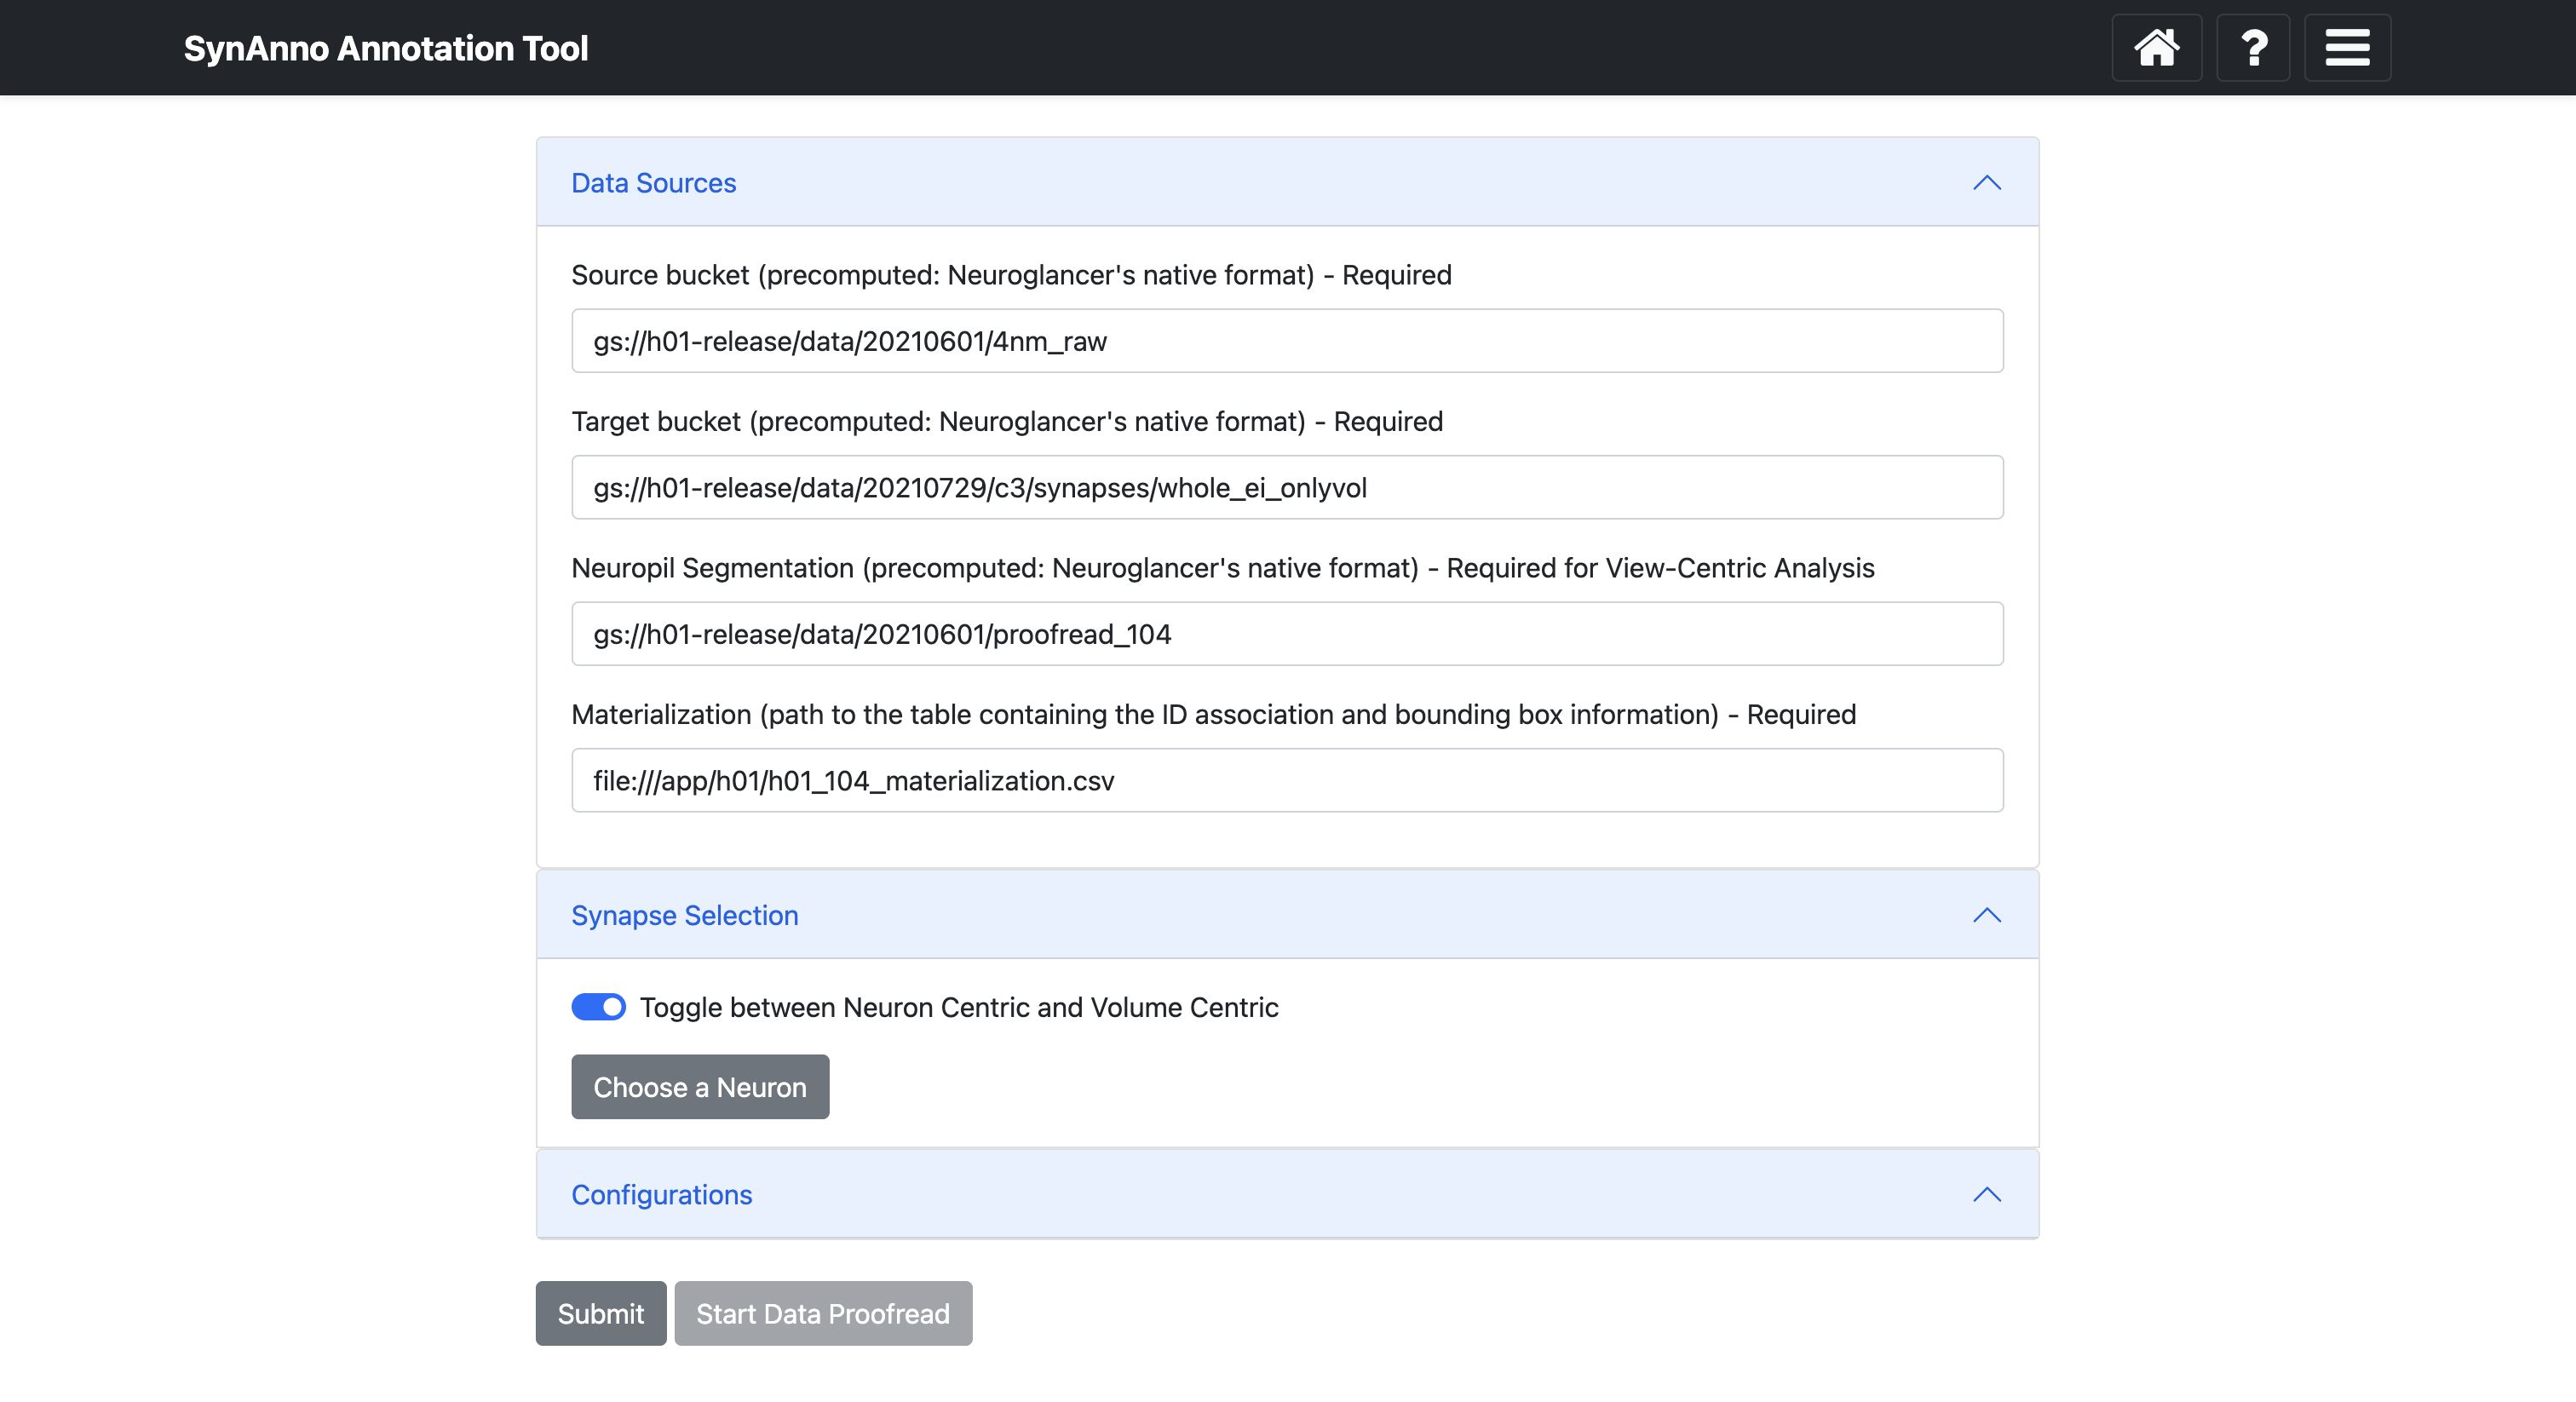 SynAnno Annotation Tool
Data Sources
Source bucket (precomputed: Neuroglancer's native format) - Required
gs://h01-release/data/20210601/4nm_raw
Target bucket (precomputed: Neuroglancer's native format) - Required
gs://h01-release/data/20210729/c3/synapses/whole_ei_onlyvol
Neuropil Segmentation (precomputed: Neuroglancer's native format) - Required for View-Centric Analysis
gs://h01-release/data/20210601/proofread_104
Materialization (path to the table containing the ID association and bounding box information) - Required
file:///app/h01/h01_104_materialization.csv
Synapse Selection
Toggle between Neuron Centric and Volume Centric
Choose a Neuron
Configurations
Submit Start Data Proofread